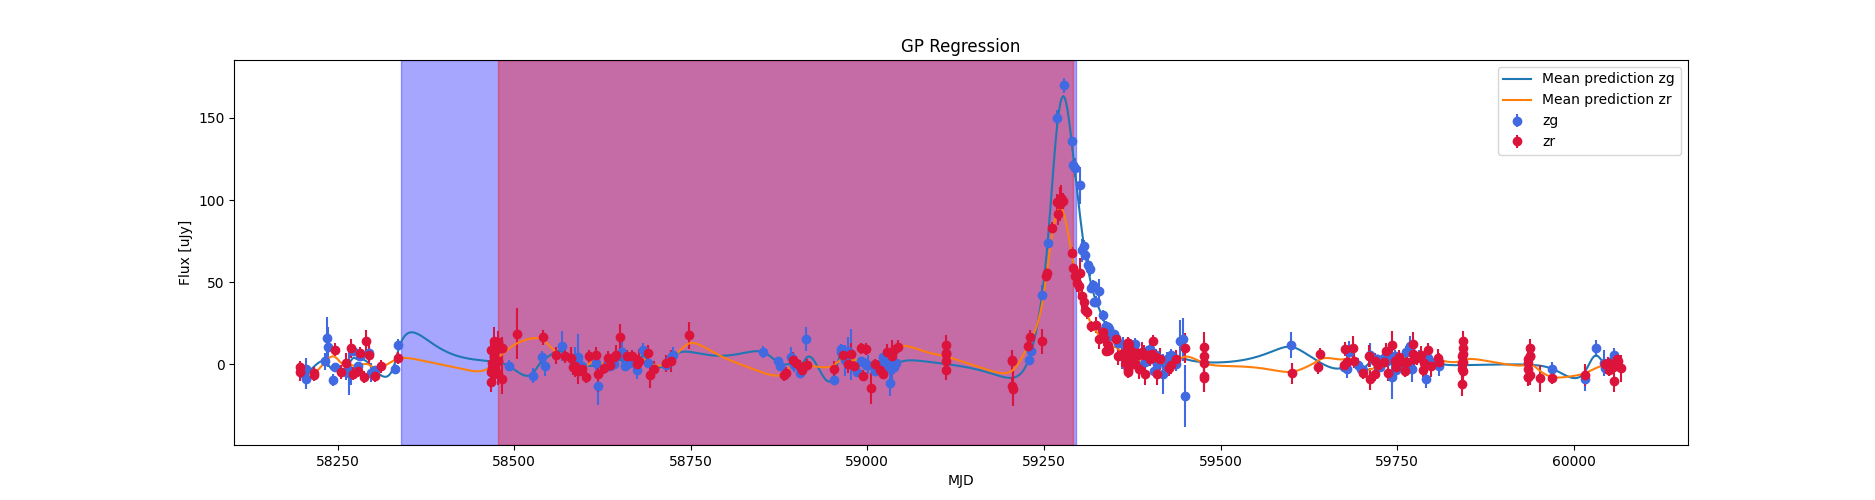 GP Regression
Mean prediction zg
Mean prediction zr
zg
zr
Flux [uJy]
150
100
50
0
58250
58500
58750
59000
59250
59500
59750
60000
MJD